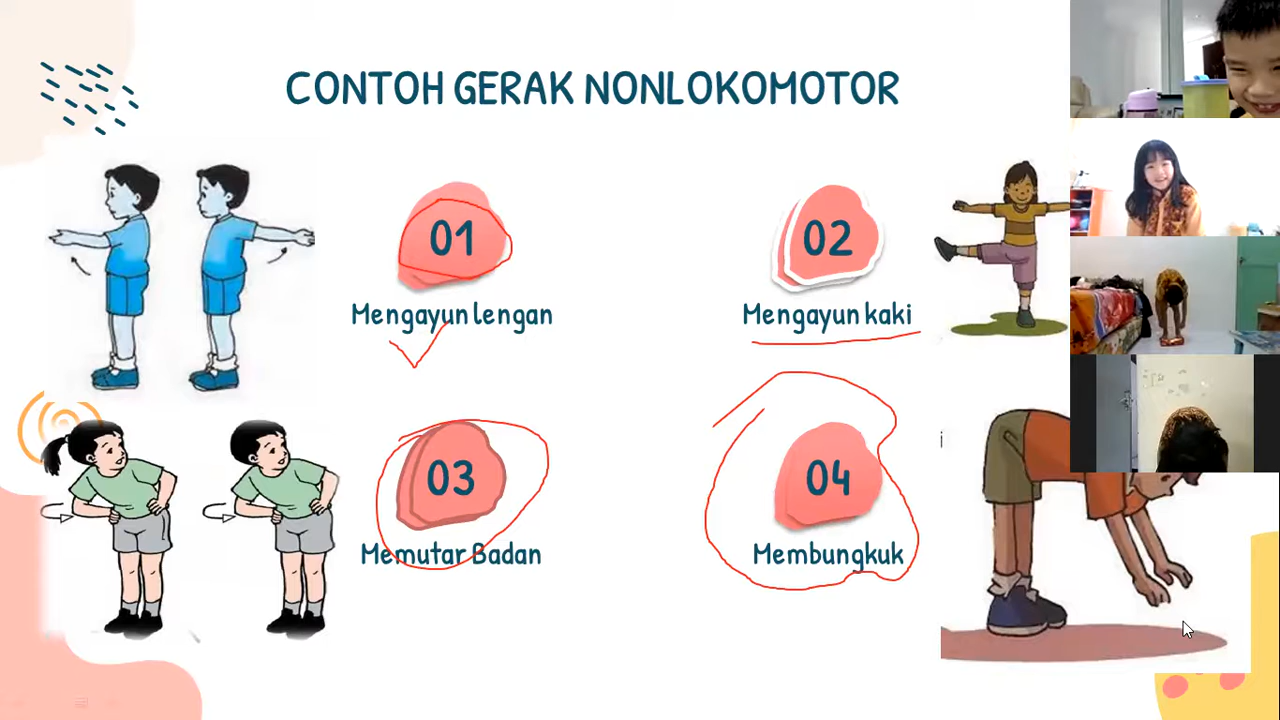 CONTOH GERAK NONLOKOMOTOR
01
Mengayun lengan
02
Mengayun kaki
03
Memutar Badan
04
Membungkuk
i